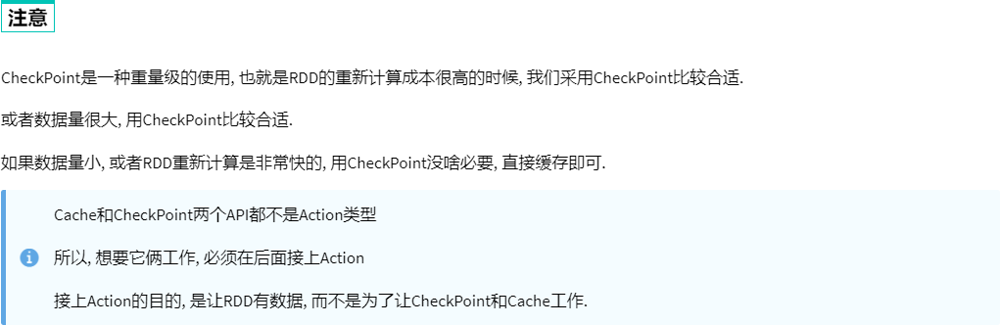 注意
CheckPoint是一种重量级的使用, 也就是RDD的重新计算成本很高的时候, 我们采用CheckPoint比较合适.
或者数据量很大, 用CheckPoint比较合适.
如果数据量小, 或者RDD重新计算是非常快的, 用CheckPoint没啥必要, 直接缓存即可.
Cache和CheckPoint两个API都不是Action类型
所以, 想要它俩工作, 必须在后面接上Action
接上Action的目的, 是让RDD有数据, 而不是为了让CheckPoint和Cache工作.